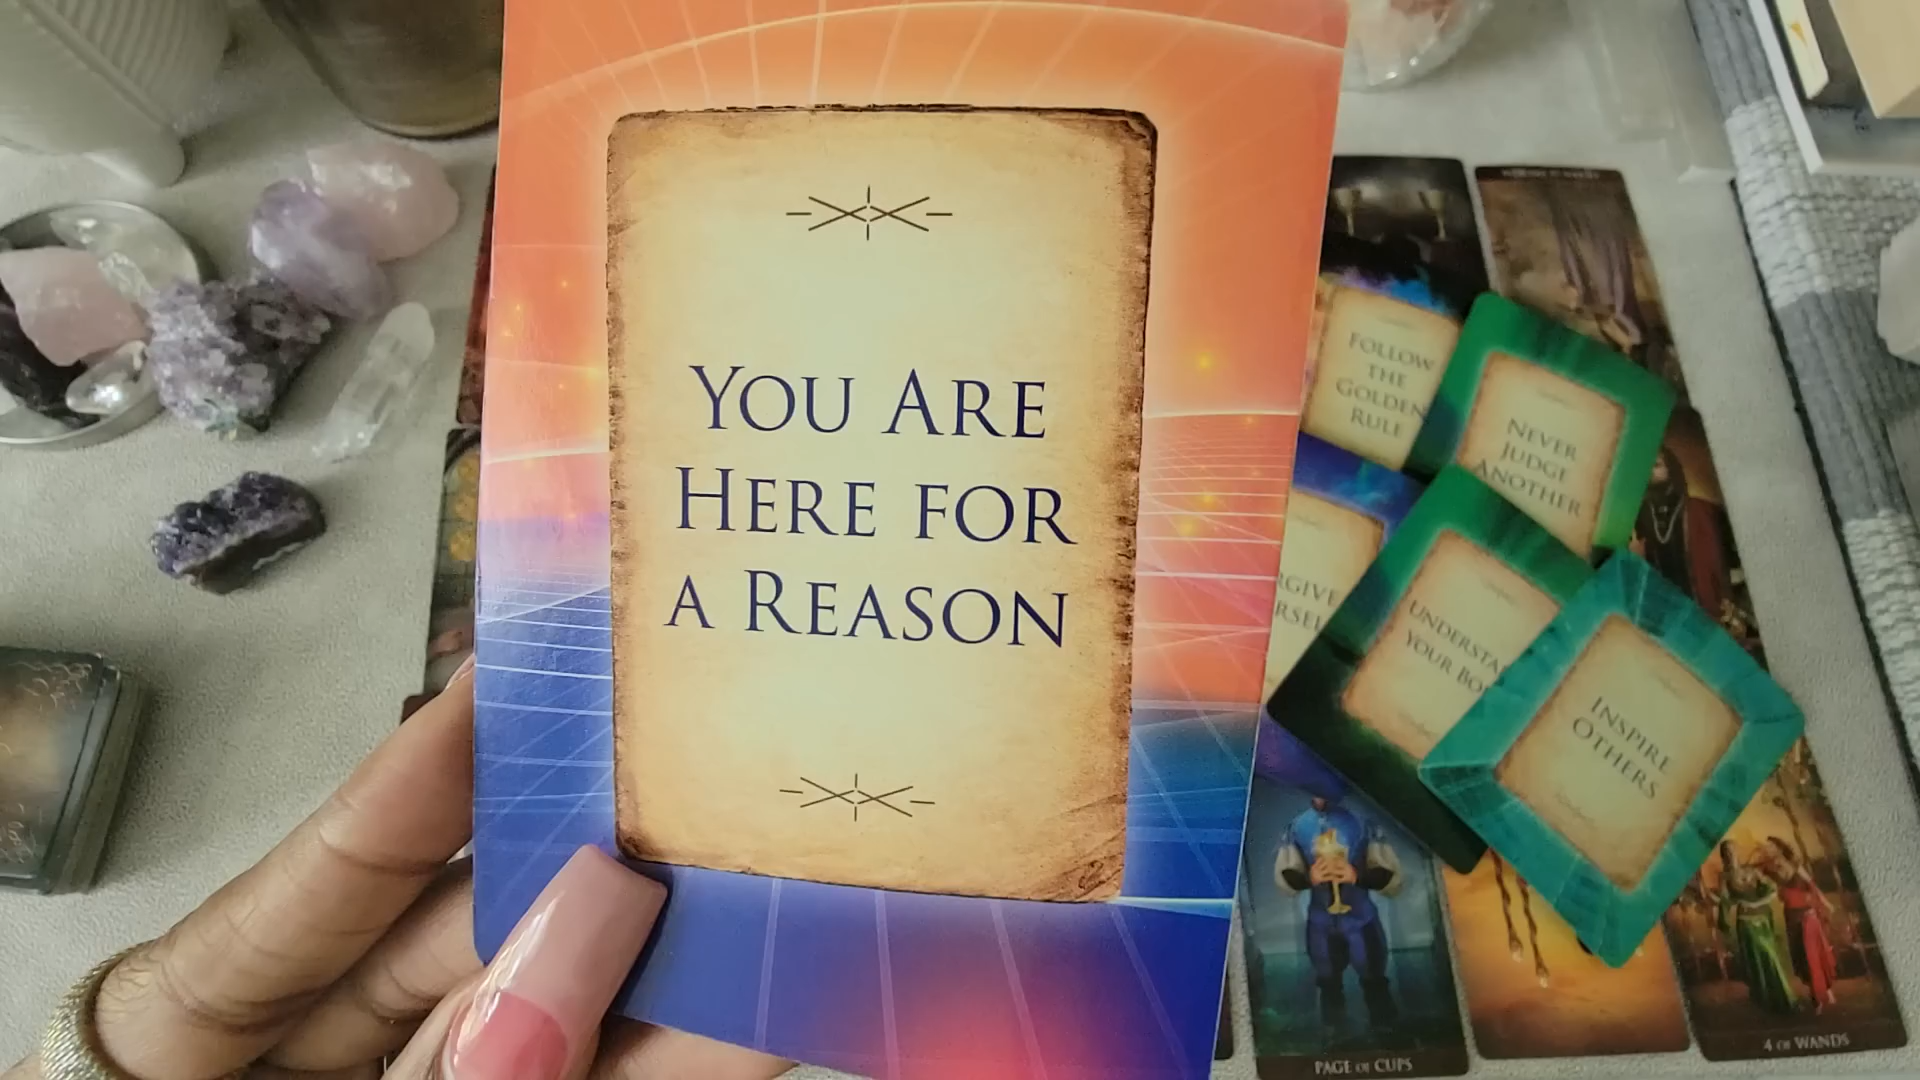 YOU ARE
HERE FOR
A REASON
FOLLOW
THE
GOLDEN
RULE
NEVER
JUDGE
ANOTHER
YOUR
INSPIRE
OTHERS
PAGE OF CUPS
4 OF WANDS